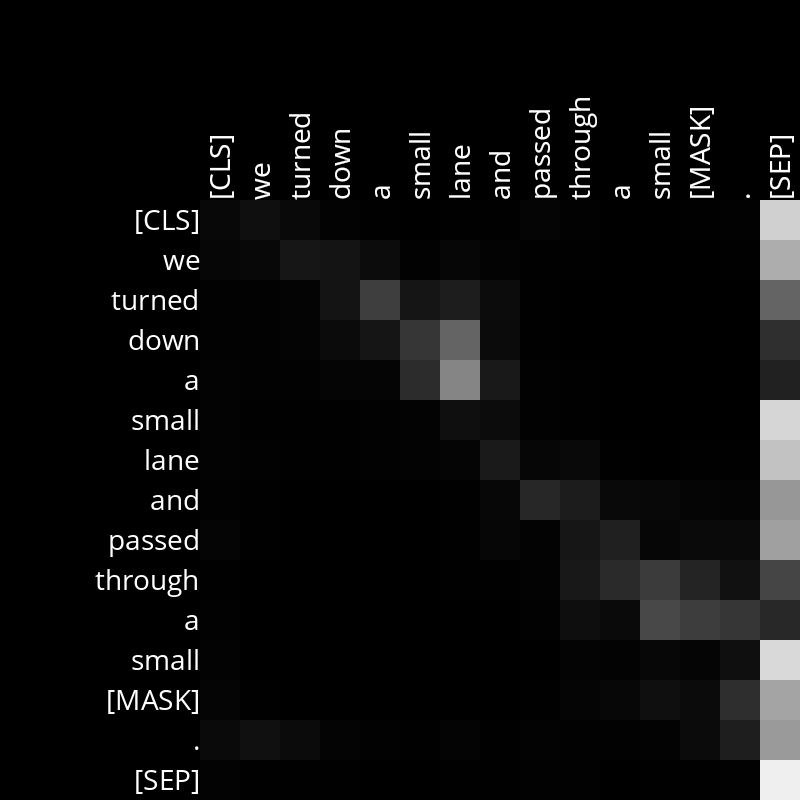 [CLS] we turned down a small lane and passed through a small [MASK] . [SEP]
[CLS]
we
turned
down
a
small
lane
and
passed
through
a
small
[MASK]
.
[SEP]